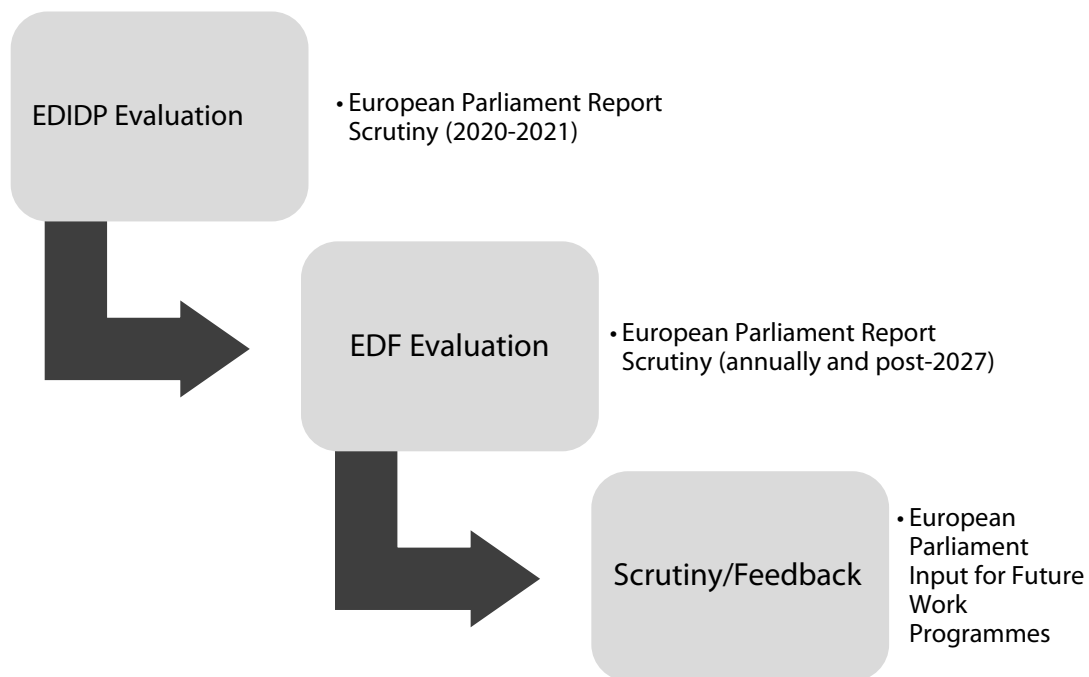 EDIDP Evaluation
• European Parliament Report
Scrutiny (2020-2021)
EDF Evaluation
• European Parliament Report
Scrutiny (annually and post-2027)
Scrutiny/Feedback
• European
Parliament
Input for Future
Work
Programmes